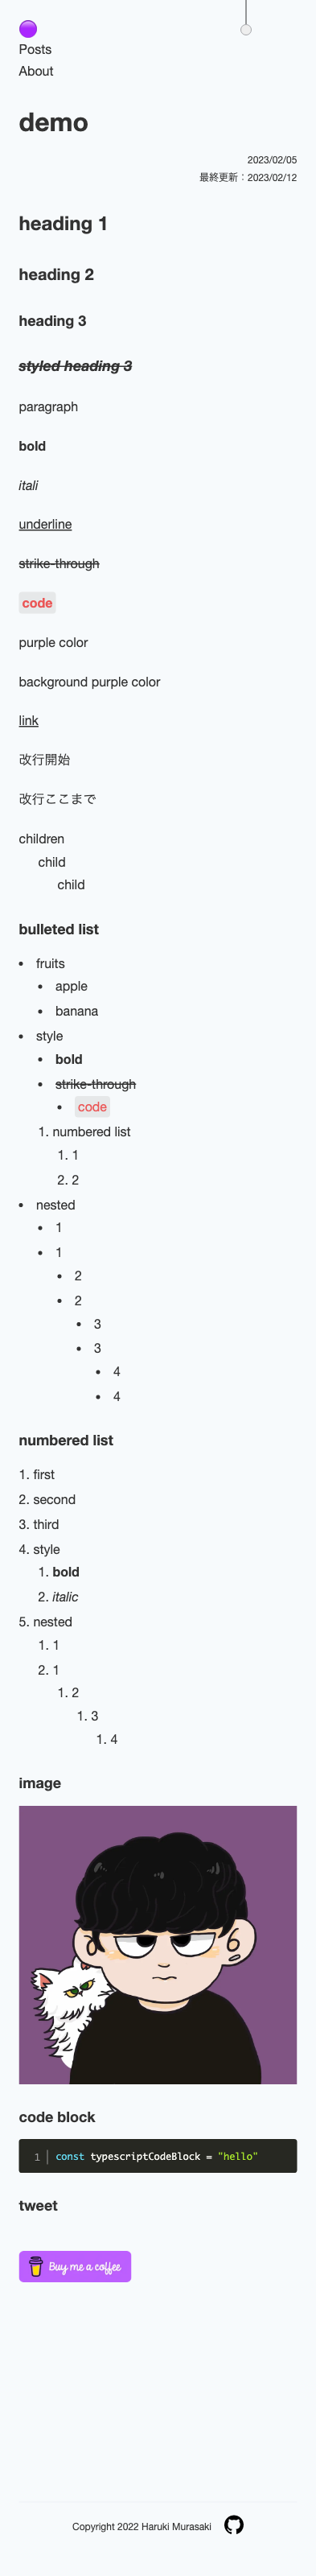 Posts
About
demo
2023/02/05
最終更新：2023/02/12
heading 1
heading 2
heading 3
styled heading 3
paragraph
bold
itali
underline
strike-through
code
purple color
background purple color
link
改行開始
改行ここまで
children
child
child
bulleted list
• fruits
• apple
• banana
• style
• bold
• strike-through
• code
1. numbered list
1. 1
2. 2
• nested
• 1
• 1
• 2
• 2
• 3
• 3
• 4
• 4
numbered list
1. first
2. second
3. third
4. style
1. bold
2. italic
5. nested
1. 1
2. 1
1. 2
1. 3
1. 4
image
code block
1 const typescriptCodeBlock = "hello"
tweet
Buy me a coffee
Copyright 2022 Haruki Murasaki